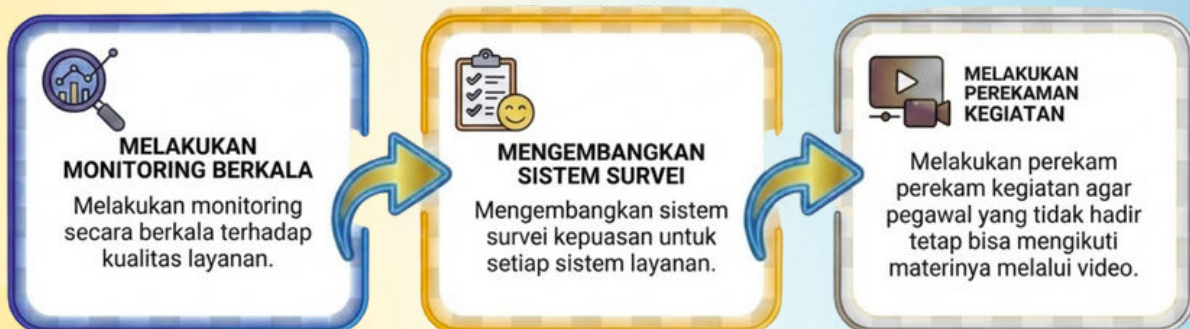 MELAKUKAN
MONITORING BERKALA
Melakukan monitoring
secara berkala terhadap
kualitas layanan.
MENGEMBANGKAN
SISTEM SURVEI
Mengembangkan sistem
survei kepuasan untuk
setiap sistem layanan.
MELAKUKAN
PEREKAMAN
KEGIATAN
Melakukan perekam
perekam kegiatan agar
pegawal yang tidak hadir
tetap bisa mengikuti
materinya melalui video.